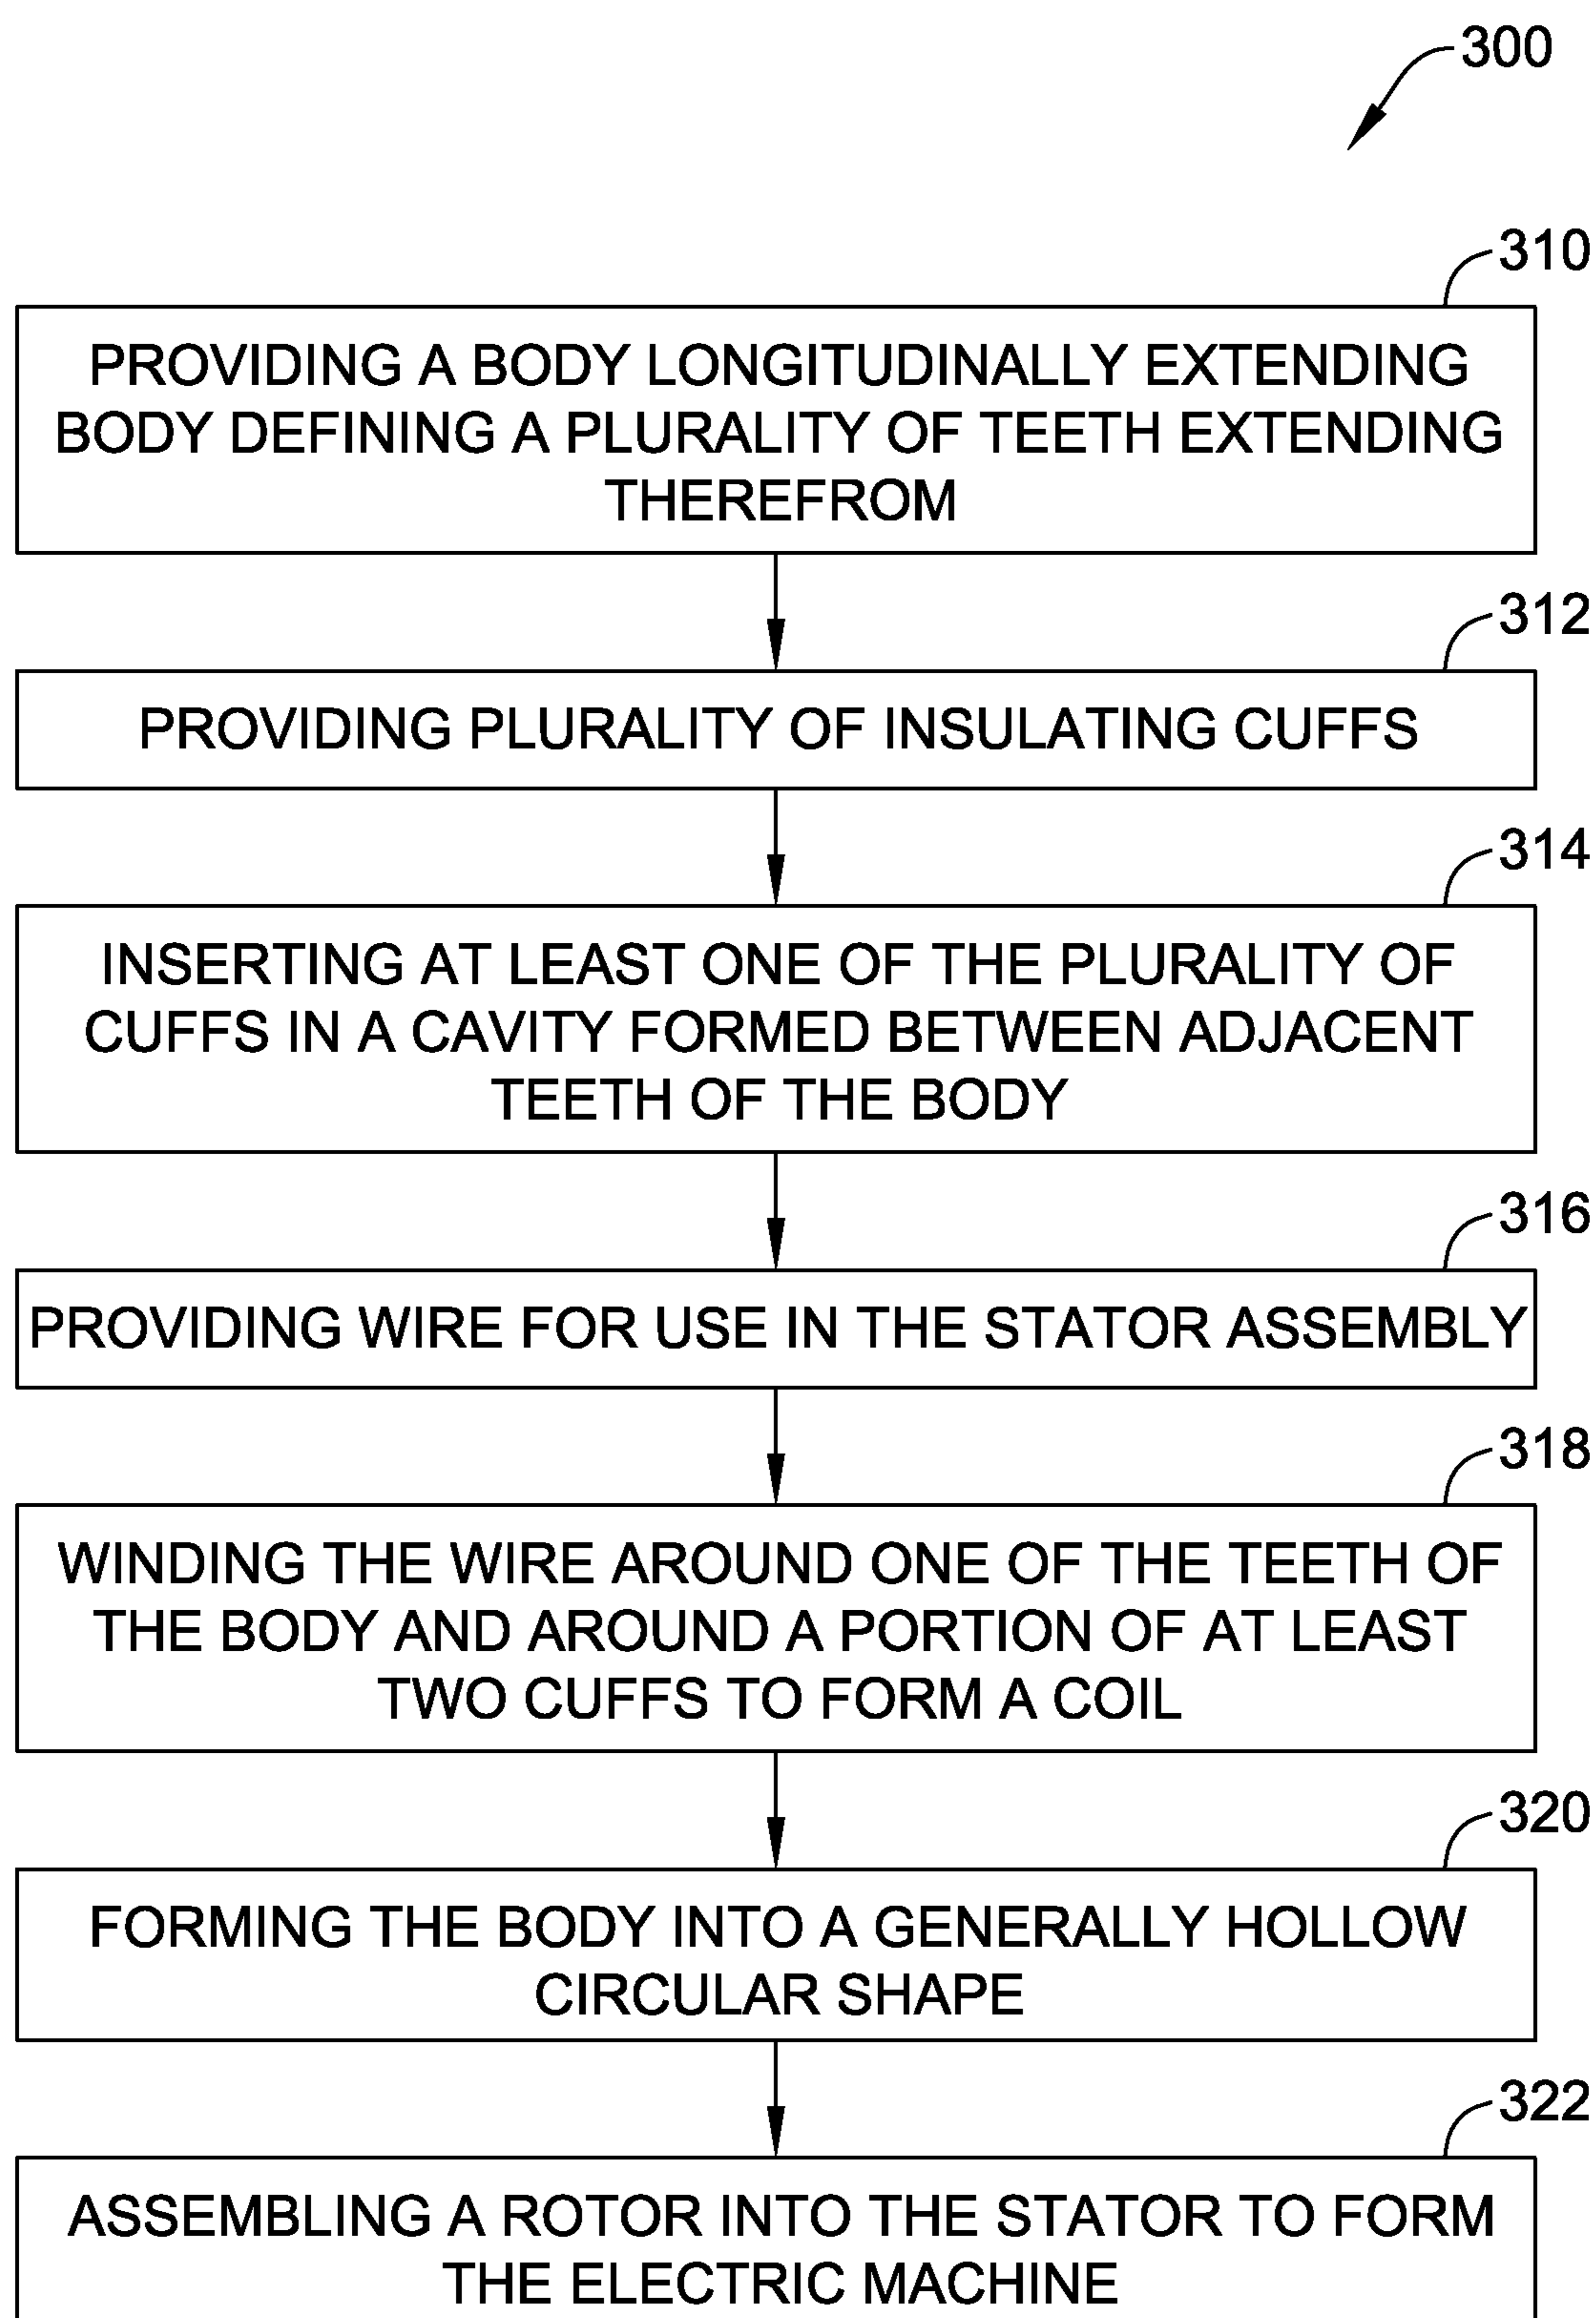 300
310
PROVIDING A BODY LONGITUDINALLY EXTENDING
BODY DEFINING A PLURALITY OF TEETH EXTENDING
THEREFROM
312
PROVIDING PLURALITY OF INSULATING CUFFS
314
INSERTING AT LEAST ONE OF THE PLURALITY OF
CUFFS IN A CAVITY FORMED BETWEEN ADJACENT
TEETH OF THE BODY
316
PROVIDING WIRE FOR USE IN THE STATOR ASSEMBLY
318
WINDING THE WIRE AROUND ONE OF THE TEETH OF
THE BODY AND AROUND A PORTION OF AT LEAST
TWO CUFFS TO FORM A COIL
320
FORMING THE BODY INTO A GENERALLY HOLLOW
CIRCULAR SHAPE
322
ASSEMBLING A ROTOR INTO THE STATOR TO FORM
THE ELECTRIC MACHINE